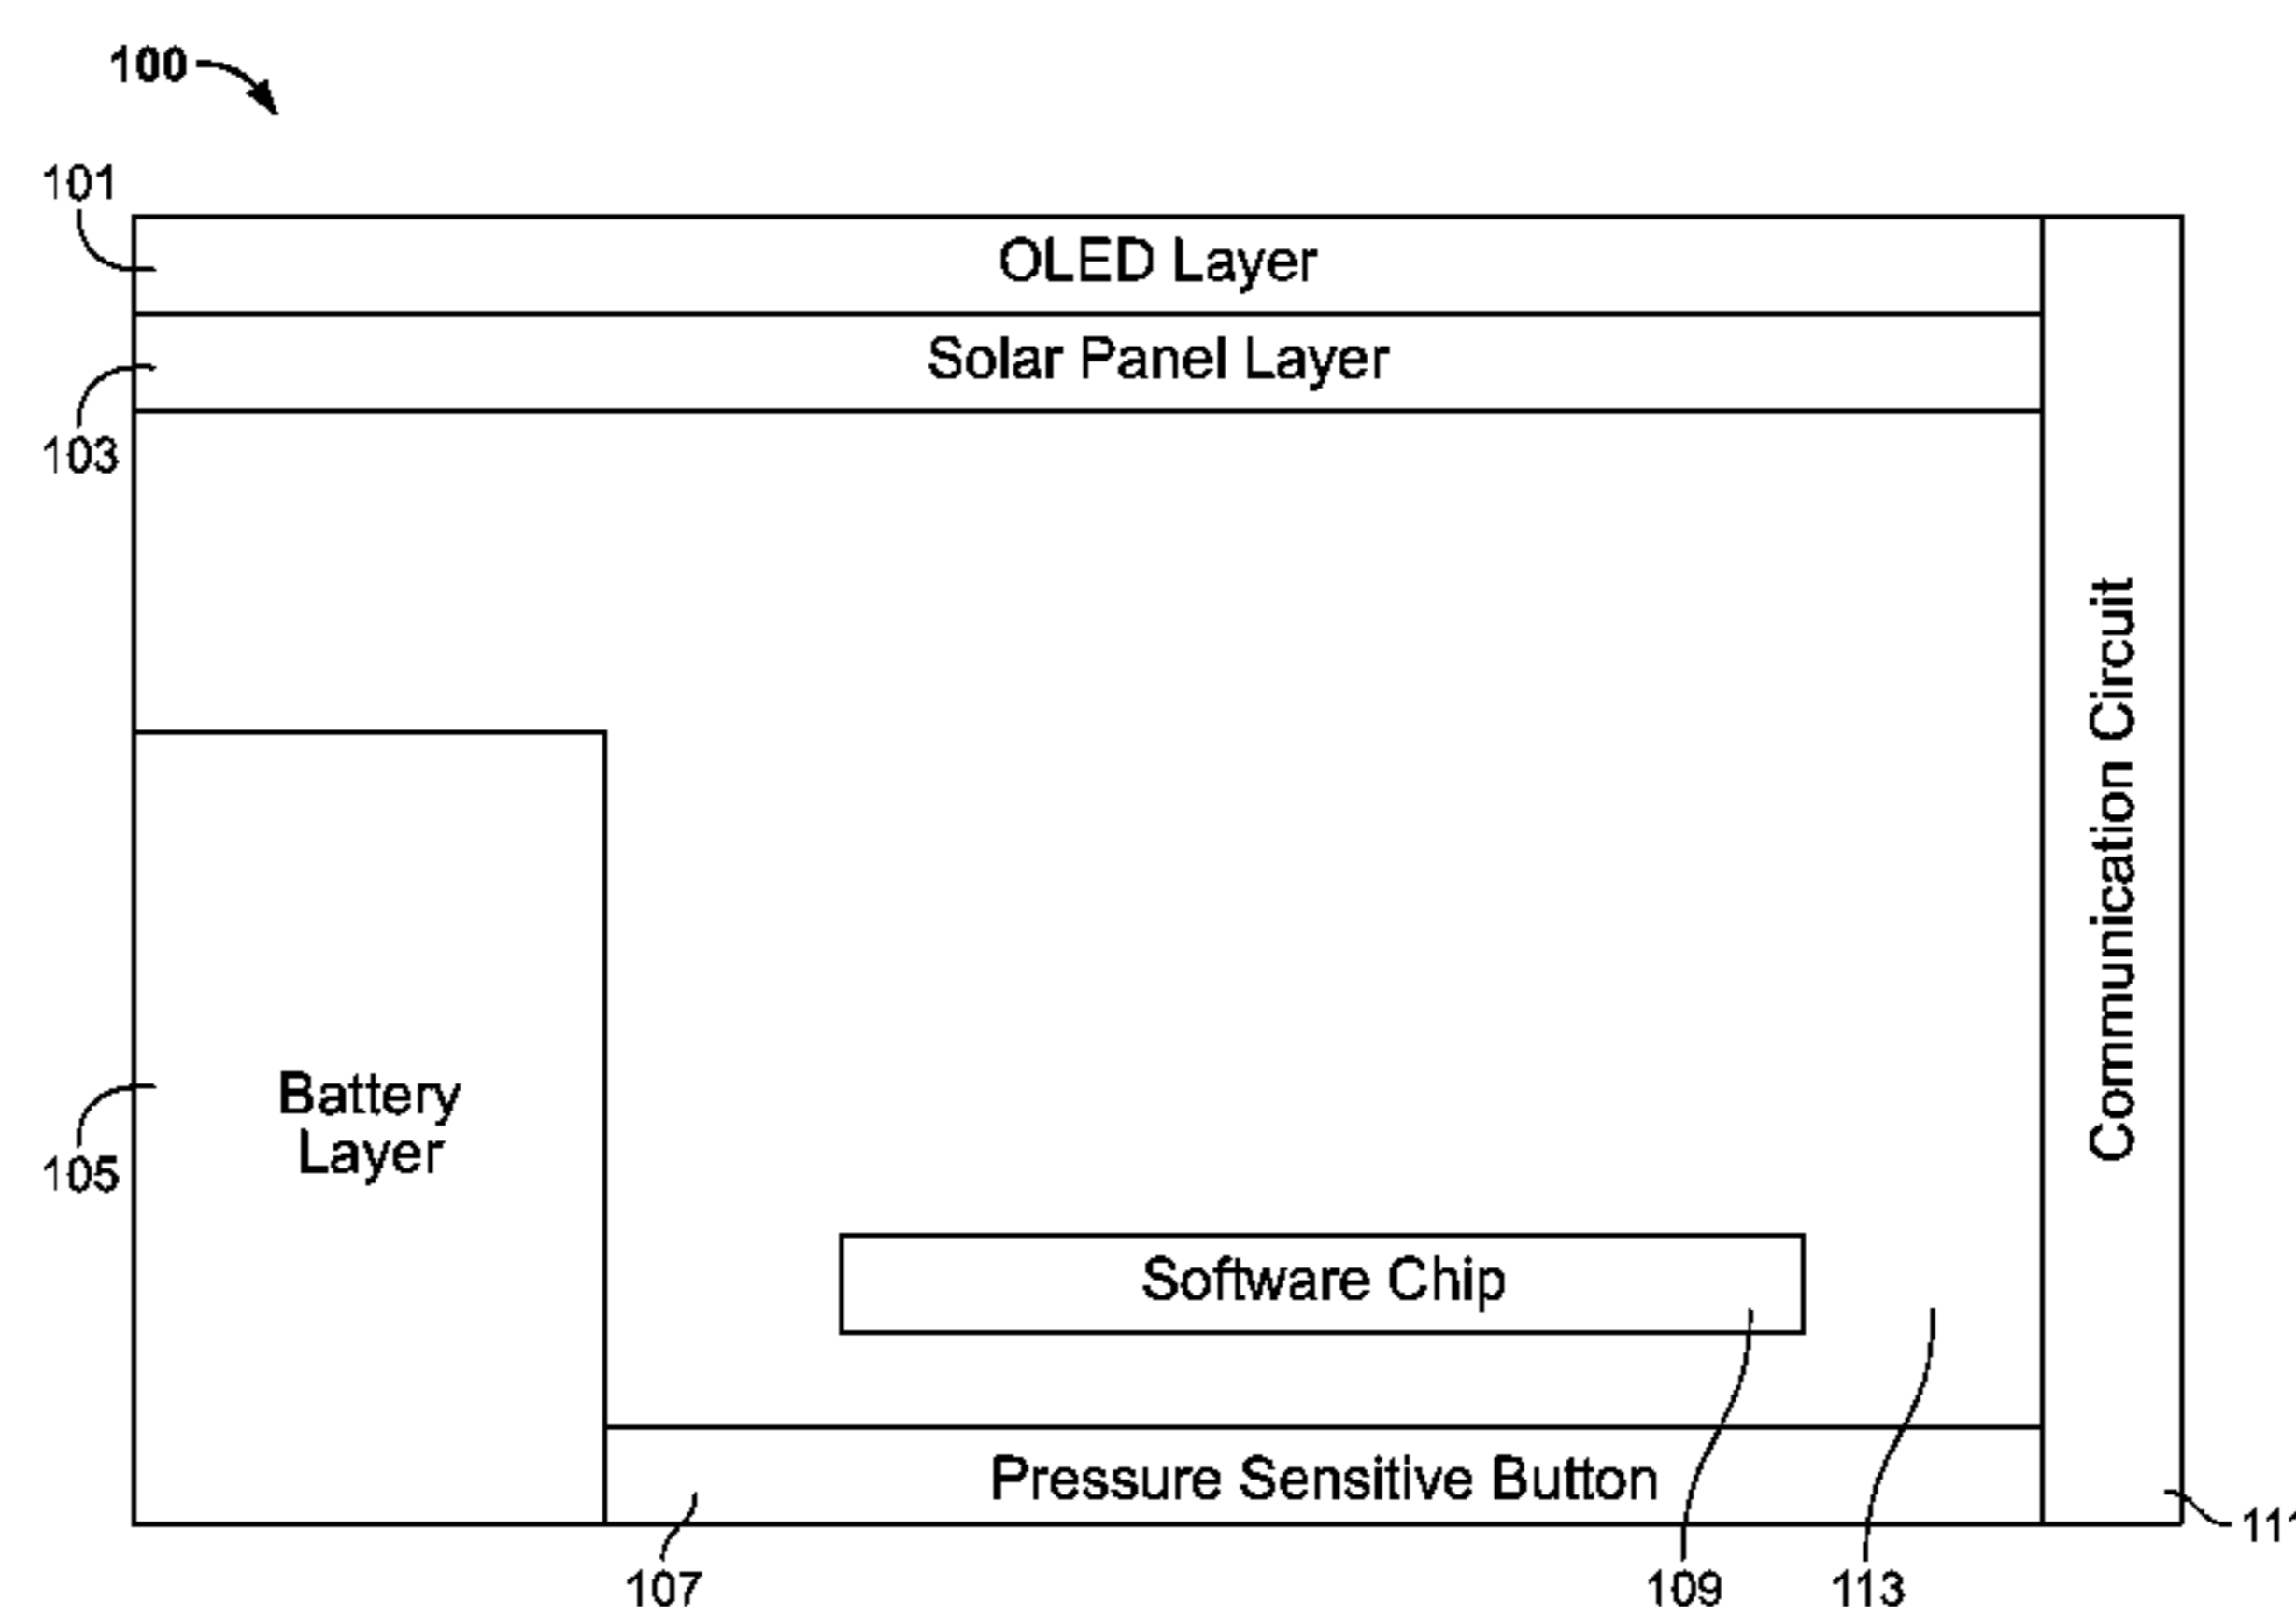 100
101
OLED Layer
Solar Panel Layer
103
Communication Circuit
Battery
Layer
105
Software Chip
Pressure Sensitive Button
111
107
109
113